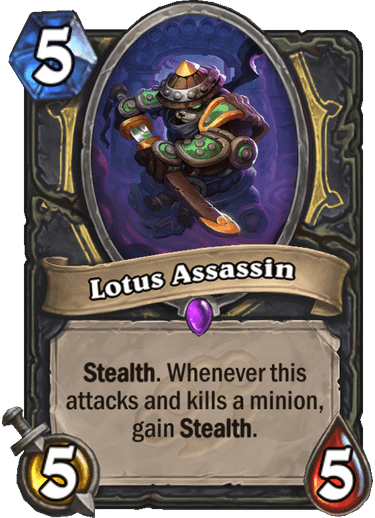 5
Lotus Assassin
Stealth. Whenever this
attacks and kills a minion,
gain Stealth.
5
5